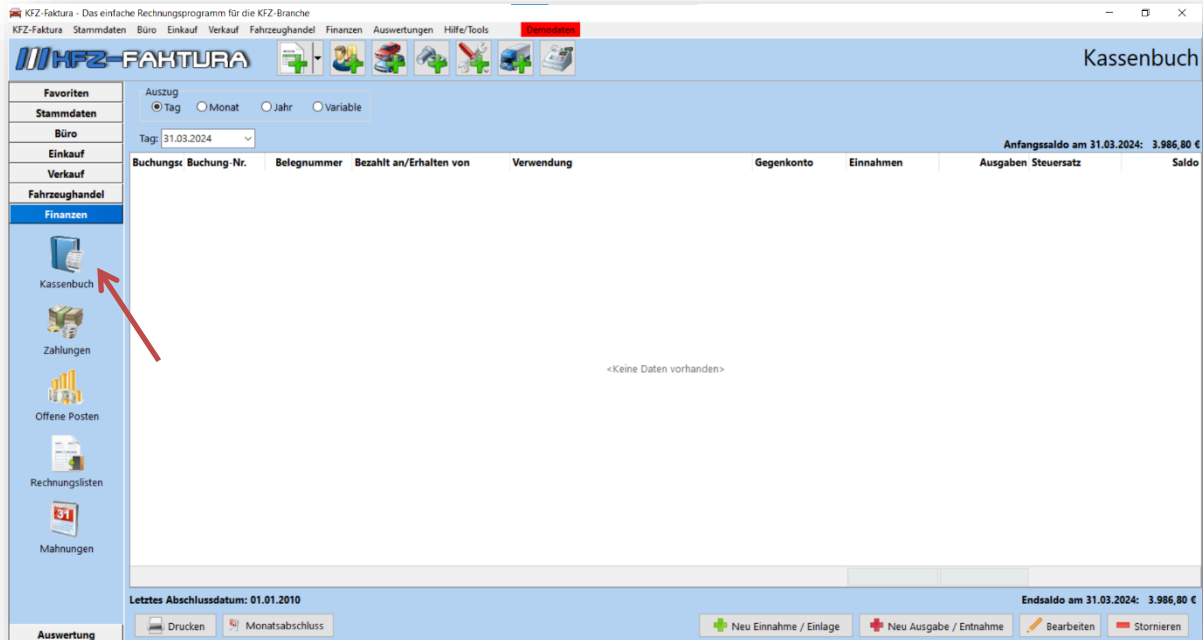 KFZ-Faktura - Das einfache Rechnungsprogramm für die KFZ-Branche
KFZ-Faktura Stammdaten Büro Einkauf Verkauf Fahrzeughandel Finanzen Auswertungen Hilfe/Tools Demodaten
KFZ-FAKTURA
Kassenbuch
Favoriten
Stammdaten
Büro
Einkauf
Verkauf
Fahrzeughandel
Finanzen
Kassenbuch
Zahlungen
Offene Posten
Rechnungslisten
31
Mahnungen
Auswertung
Auszug
Tag Monat Jahr Variable
Tag: 31.03.2024
Anfangssaldo am 31.03.2024: 3.986,80 €
Buchungsc Buchung-Nr. Belegnummer Bezahlt an/Erhalten von Verwendung Gegenkonto Einnahmen Ausgaben Steuersatz Saldo
<Keine Daten vorhanden>
Letztes Abschlussdatum: 01.01.2010
Endsaldo am 31.03.2024: 3.986,80 €
Drucken Monatsabschluss Neu Einnahme / Einlage Neu Ausgabe / Entnahme Bearbeiten Stornieren